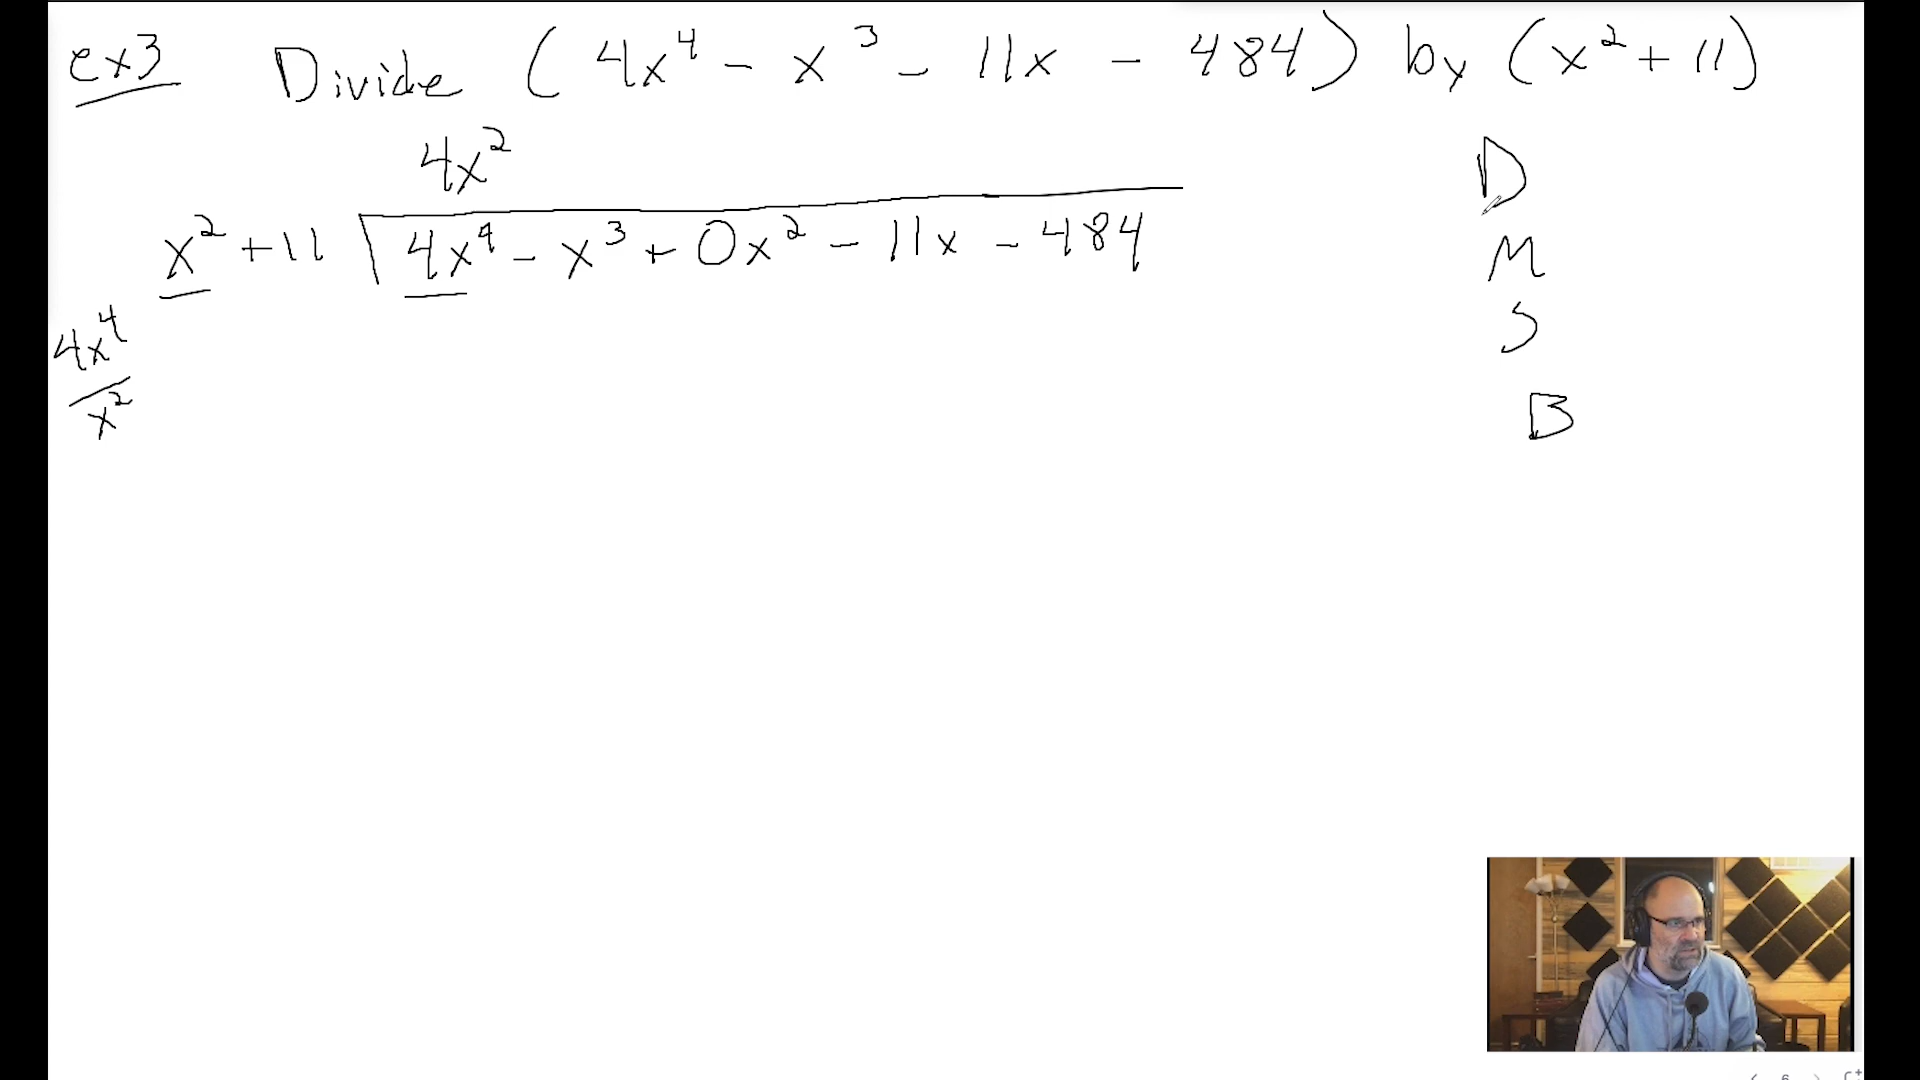 ex3 Divide (4x⁴ - x³ - 11x - 484) by (x² + 11)
4x²
x² + 11 4x⁴ - x³ + 0x² - 11x - 484
4x⁴
x²
D
M
S
B
6